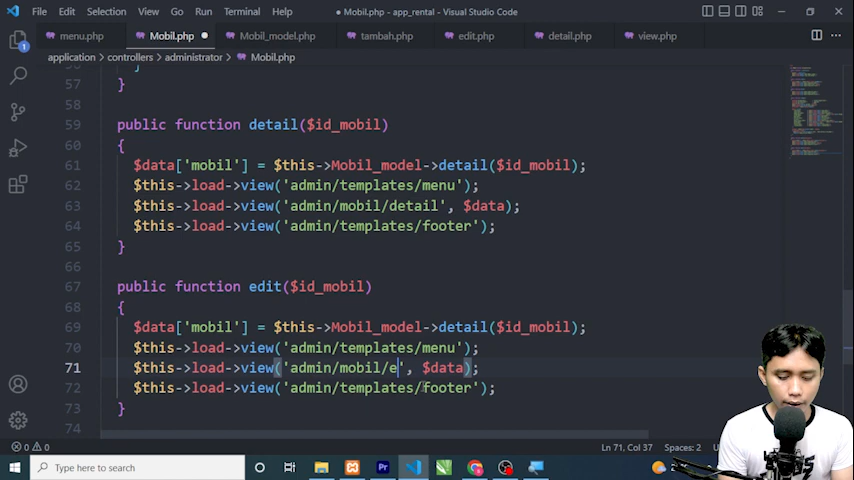 File Edit Selection View Go Run Terminal Help ● Mobil.php - app_rental - Visual Studio Code
menu.php Mobil.php ● Mobil_model.php tambah.php edit.php detail.php view.php
application > controllers > administrator > Mobil.php
57 }
58
59 public function detail($id_mobil)
60 {
61 $data['mobil'] = $this->Mobil_model->detail($id_mobil);
62 $this->load->view('admin/templates/menu');
63 $this->load->view('admin/mobil/detail', $data);
64 $this->load->view('admin/templates/footer');
65 }
66
67 public function edit($id_mobil)
68 {
69 $data['mobil'] = $this->Mobil_model->detail($id_mobil);
70 $this->load->view('admin/templates/menu');
71 $this->load->view('admin/mobil/e', $data);
72 $this->load->view('admin/templates/footer');
73 }
74
0 0 Ln 71, Col 37 Spaces: 2
Type here to search